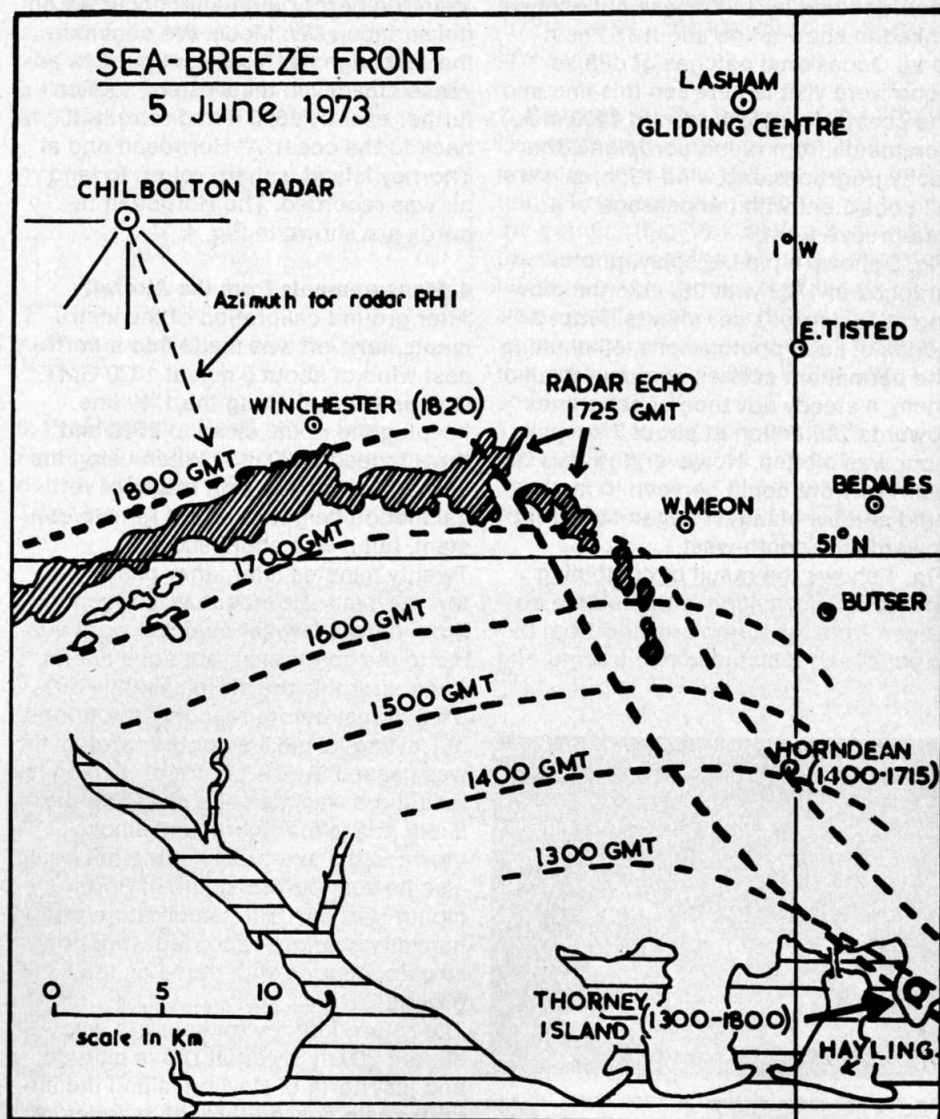 SEA-BREEZE FRONT
5 June 1973
LASHAM
GLIDING CENTRE
CHILBOLTON RADAR
1°W
Azimuth for radar RHI
E.TISTED
RADAR ECHO
1725 GMT
WINCHESTER (1820)
1800 GMT
BEDALES
W.MEON
51°N
1700 GMT
BUTSER
1600 GMT
1500 GMT
HORNDEAN
(1400-1715)
1400 GMT
1300 GMT
0 5 10
scale in Km
THORNEY
ISLAND
(1300-1800)
HAYLING